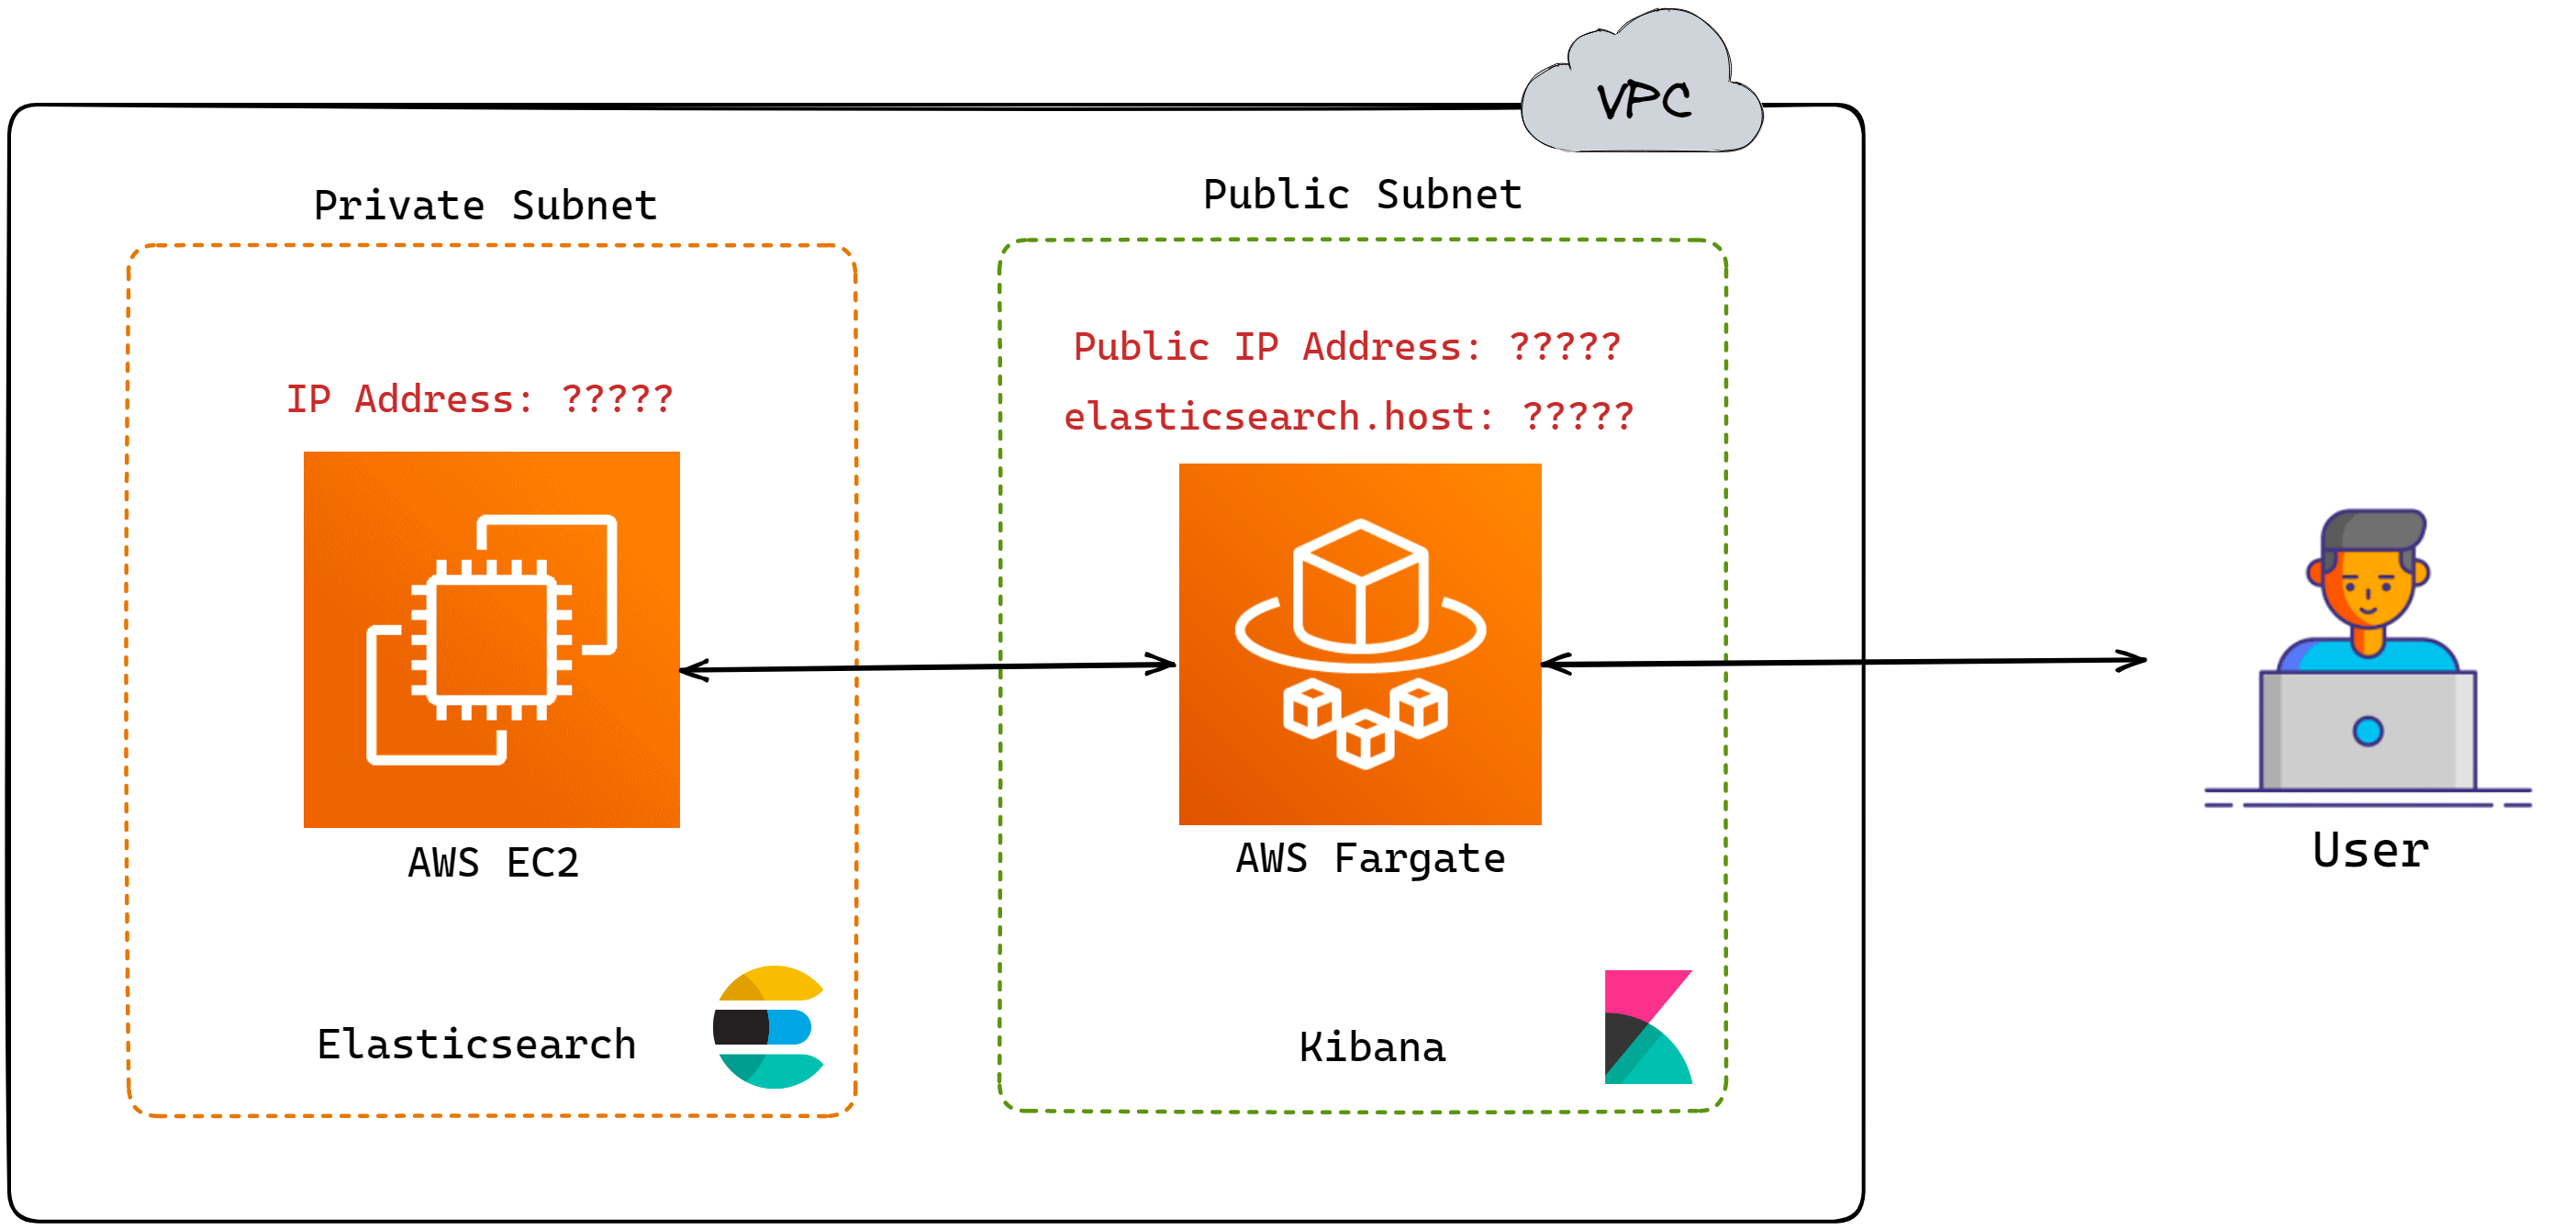 VPC
Private Subnet
IP Address: ?????
AWS EC2
Elasticsearch
Public Subnet
Public IP Address: ?????
elasticsearch.host: ?????
AWS Fargate
Kibana
User